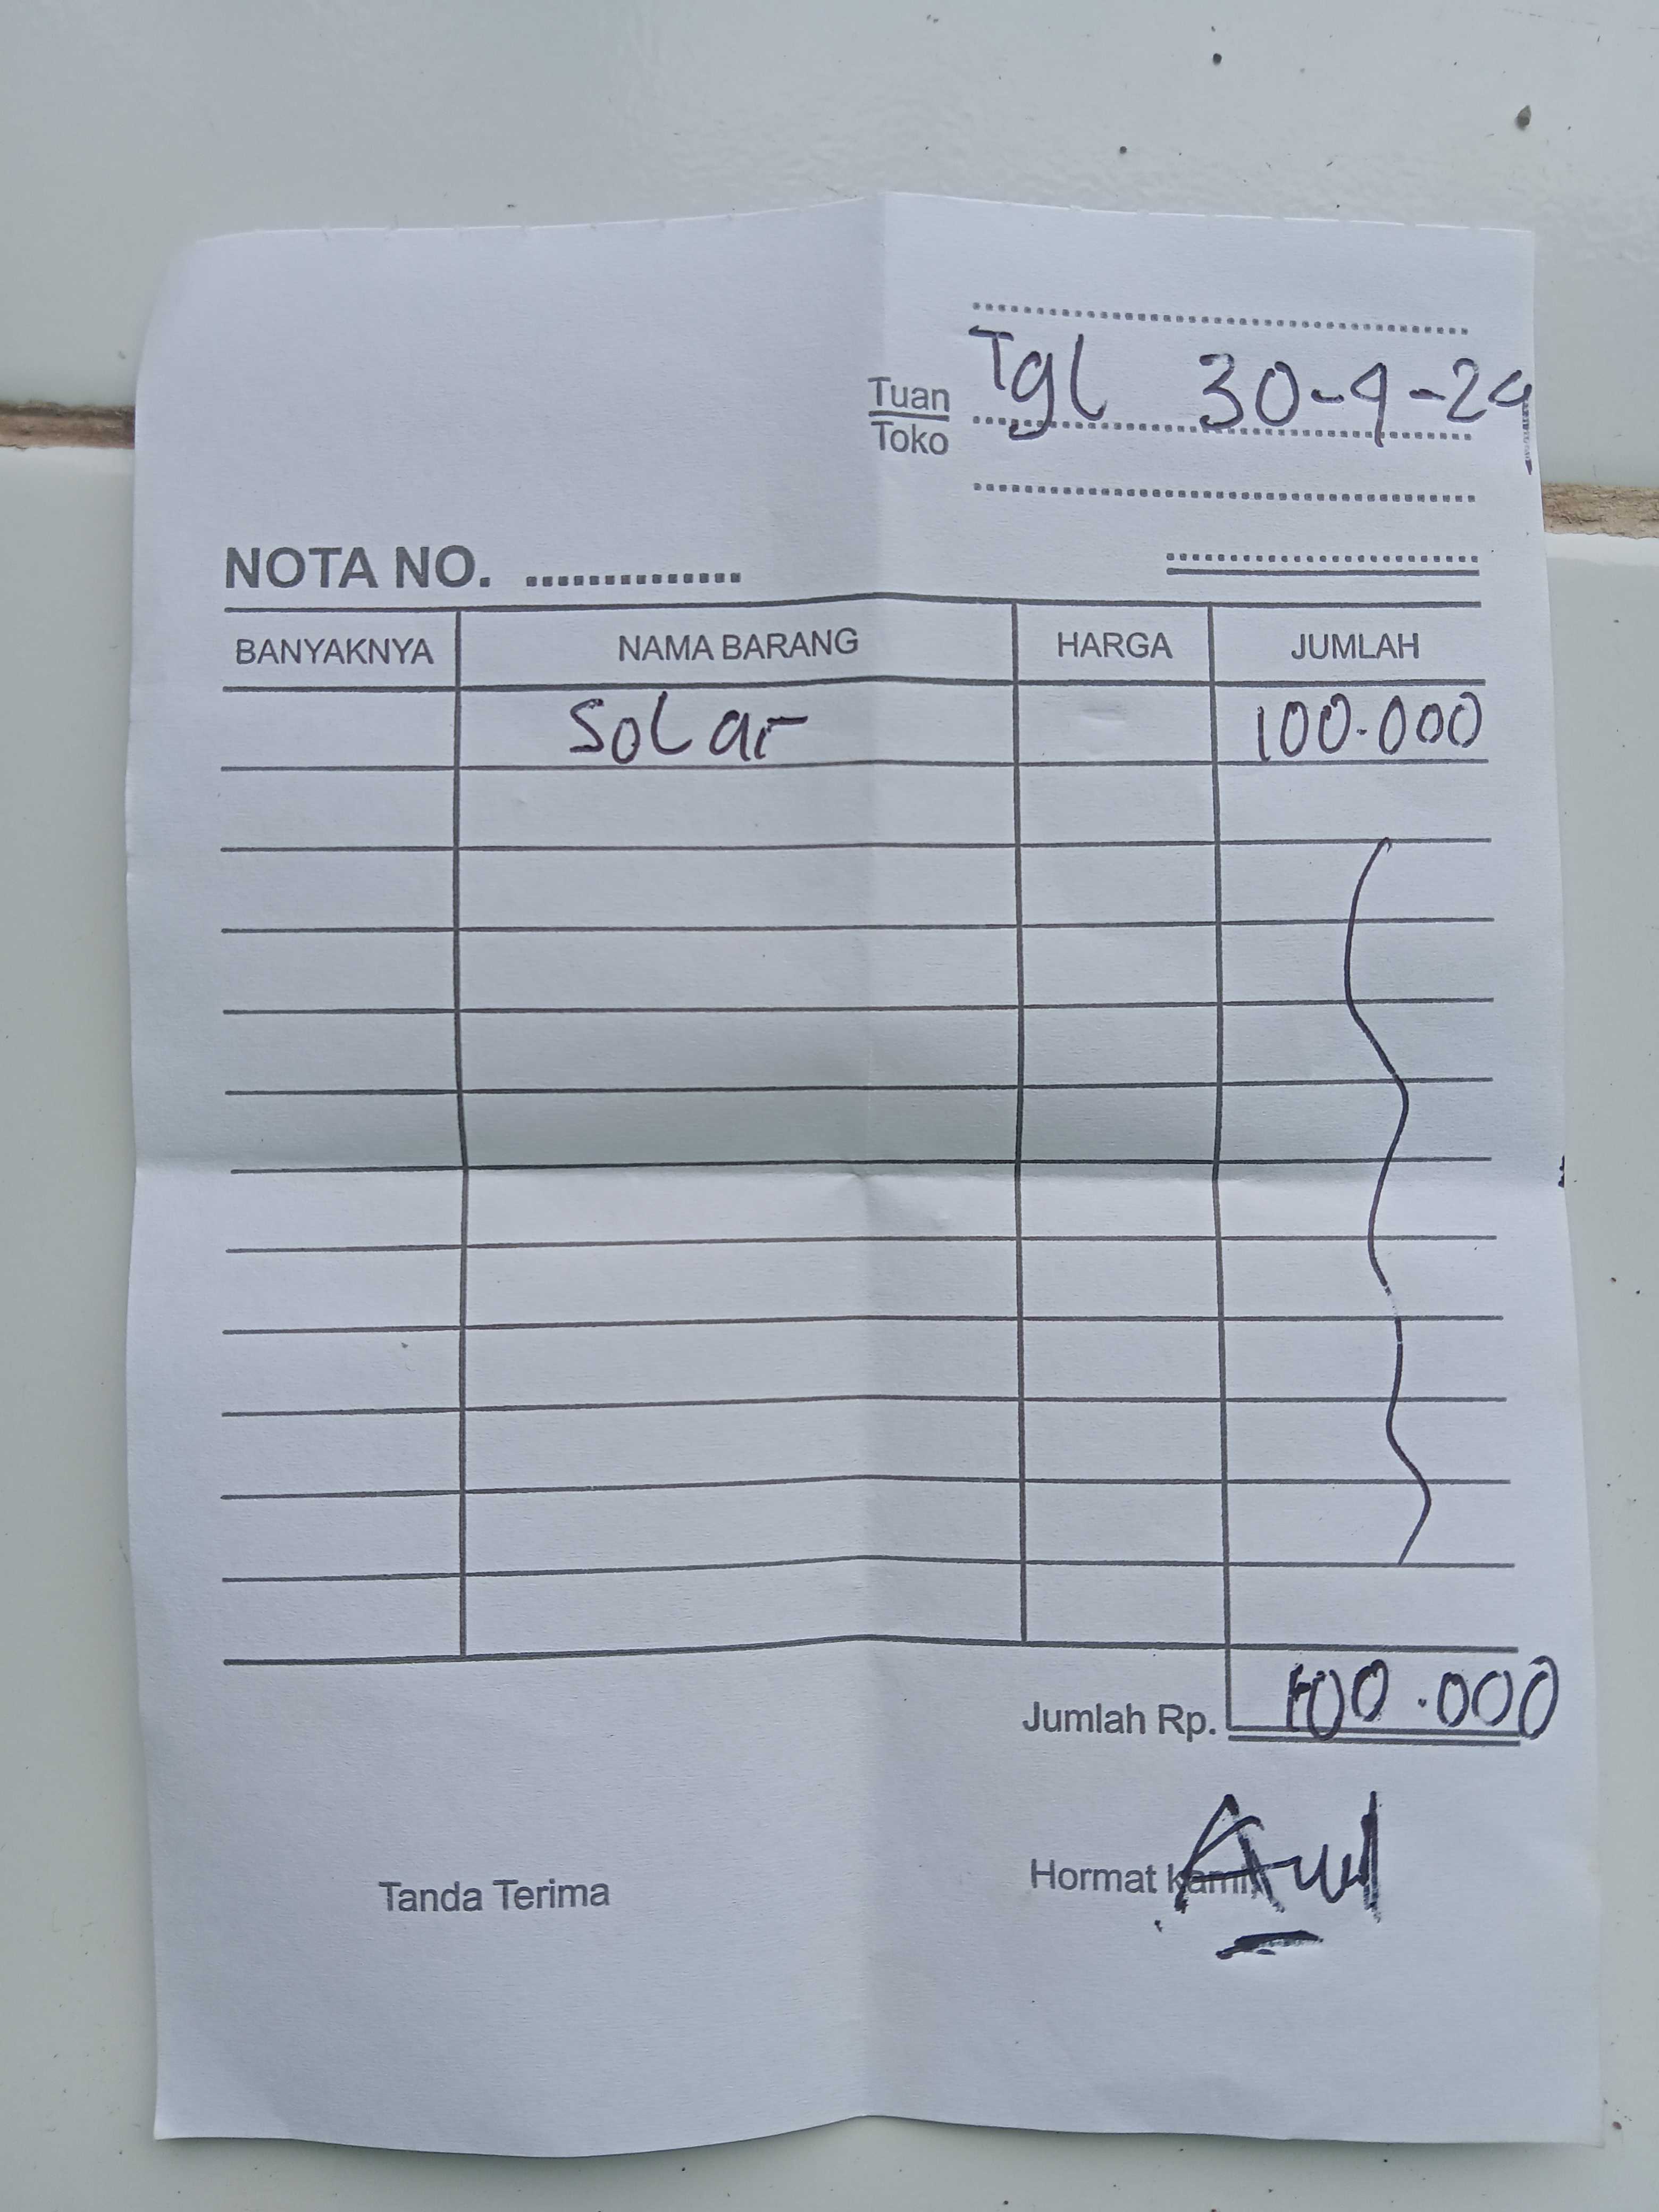 Tgl 30-9-24
Tuan
Toko
NOTA NO. ..............
BANYAKNYA NAMA BARANG HARGA JUMLAH
Solar 100.000
Jumlah Rp. 100.000
Tanda Terima Hormat kami,